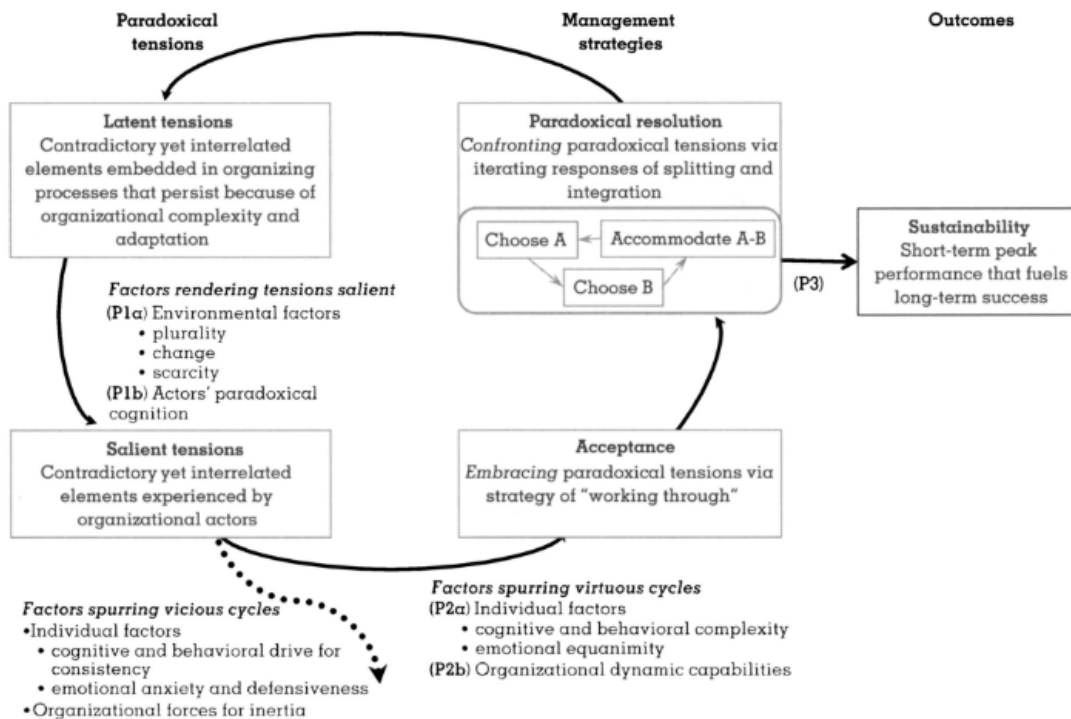 Paradoxical
tensions
Management
strategies
Outcomes
Latent tensions
Contradictory yet interrelated
elements embedded in organizing
processes that persist because of
organizational complexity and
adaptation
Paradoxical resolution
Confronting paradoxical tensions via
iterating responses of splitting and
integration
Choose A
Accommodate A-B
Choose B
(P3)
Sustainability
Short-term peak
performance that fuels
long-term success
Factors rendering tensions salient
(P1a) Environmental factors
• plurality
• change
• scarcity
(P1b) Actors' paradoxical
cognition
Salient tensions
Contradictory yet interrelated
elements experienced by
organizational actors
Acceptance
Embracing paradoxical tensions via
strategy of "working through"
Factors spurring vicious cycles
•Individual factors
• cognitive and behavioral drive for
consistency
• emotional anxiety and defensiveness
•Organizational forces for inertia
Factors spurring virtuous cycles
(P2a) Individual factors
• cognitive and behavioral complexity
• emotional equanimity
(P2b) Organizational dynamic capabilities